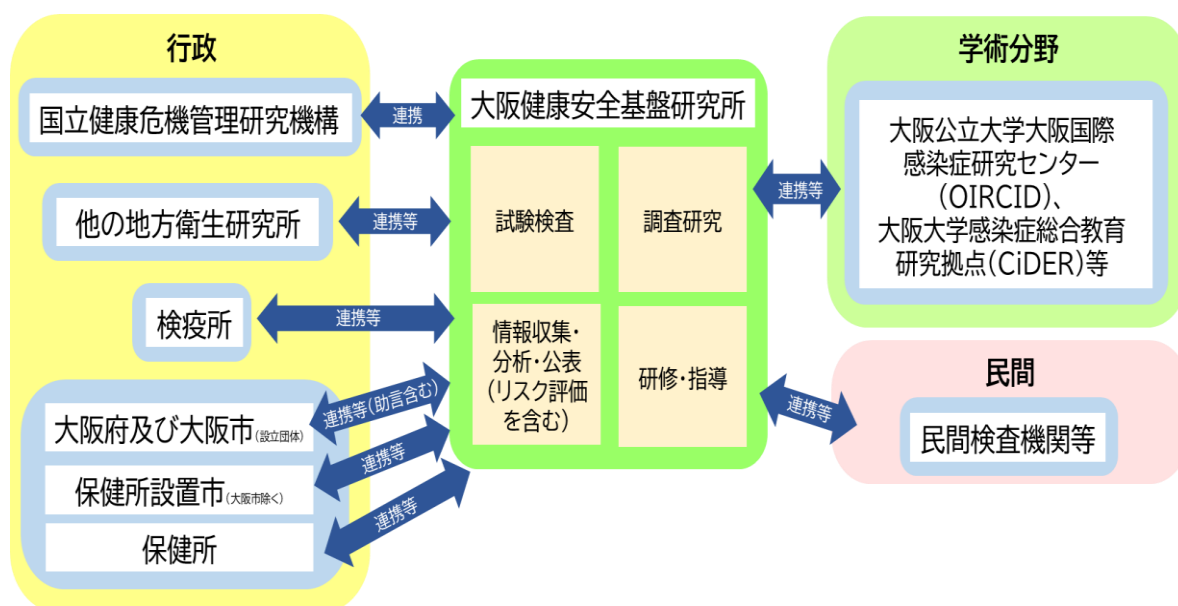 行政
国立健康危機管理研究機構
連携
他の地方衛生研究所
連携等
検疫所
連携等
大阪府及び大阪市(設立団体)
連携等(助言含む)
保健所設置市(大阪市除く)
連携等
保健所
連携等
大阪健康安全基盤研究所
試験検査
調査研究
情報収集・
分析・公表
(リスク評価
を含む)
研修・指導
連携等
学術分野
大阪公立大学大阪国際
感染症研究センター
(OIRCID)、
大阪大学感染症総合教育
研究拠点(CiDER)等
連携等
民間
民間検査機関等